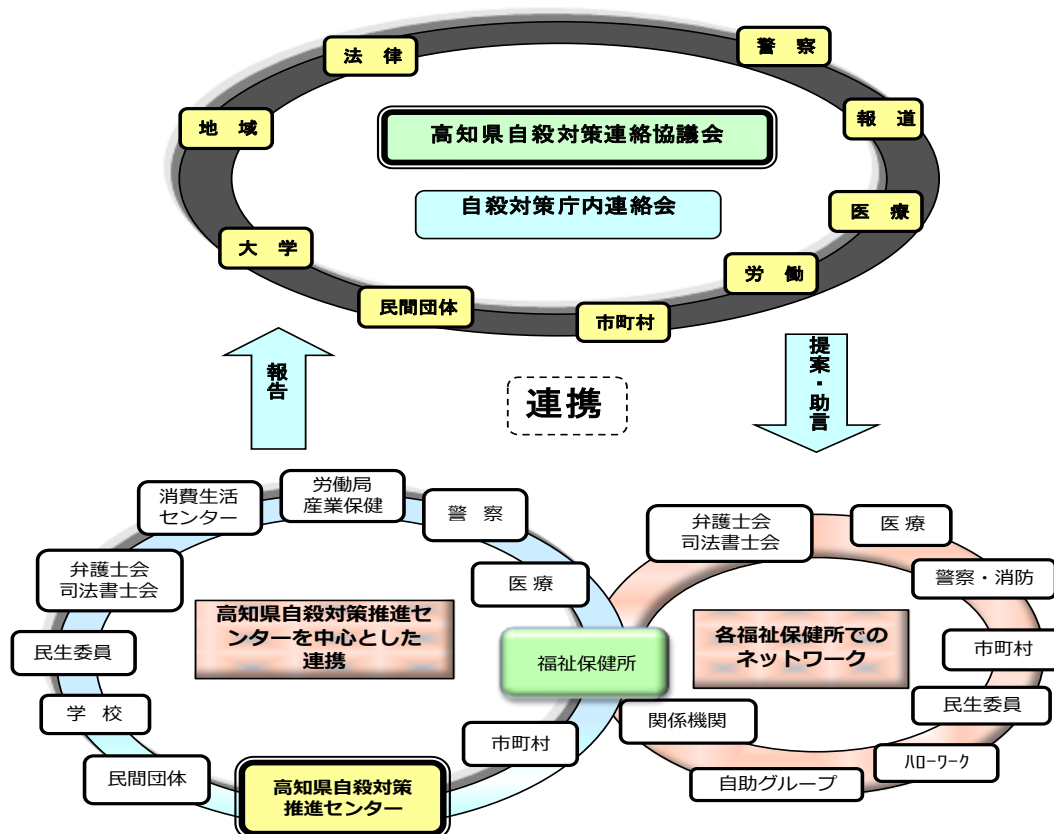 法　律
警　察
地　域
報　道
高知県自殺対策連絡協議会
自殺対策庁内連絡会
医　療
大　学
労　働
民間団体
市町村
報告
提案・助言
連携
消費生活
センター
労働局
産業保健
警　察
弁護士会
司法書士会
医 療
民生委員
学　校
民間団体
高知県自殺対策推進セ
ンターを中心とした
連携
福祉保健所
市町村
高知県自殺対策
推進センター
弁護士会
司法書士会
医 療
警察・消防
各福祉保健所での
ネットワーク
市町村
民生委員
関係機関
ﾊﾛｰﾜｰｸ
自助グループ